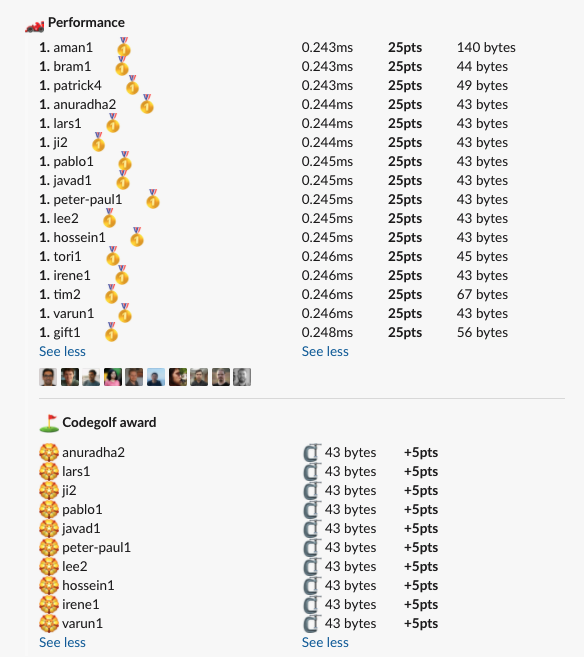 Performance
1. aman1 0.243ms 25pts 140 bytes
1. bram1 0.243ms 25pts 44 bytes
1. patrick4 0.243ms 25pts 49 bytes
1. anuradha2 0.244ms 25pts 43 bytes
1. lars1 0.244ms 25pts 43 bytes
1. ji2 0.244ms 25pts 43 bytes
1. pablo1 0.245ms 25pts 43 bytes
1. javad1 0.245ms 25pts 43 bytes
1. peter-paul1 0.245ms 25pts 43 bytes
1. lee2 0.245ms 25pts 43 bytes
1. hossein1 0.245ms 25pts 43 bytes
1. tori1 0.246ms 25pts 45 bytes
1. irene1 0.246ms 25pts 43 bytes
1. tim2 0.246ms 25pts 67 bytes
1. varun1 0.246ms 25pts 43 bytes
1. gift1 0.248ms 25pts 56 bytes
See less See less
Codegolf award
anuradha2 43 bytes +5pts
lars1 43 bytes +5pts
ji2 43 bytes +5pts
pablo1 43 bytes +5pts
javad1 43 bytes +5pts
peter-paul1 43 bytes +5pts
lee2 43 bytes +5pts
hossein1 43 bytes +5pts
irene1 43 bytes +5pts
varun1 43 bytes +5pts
See less See less